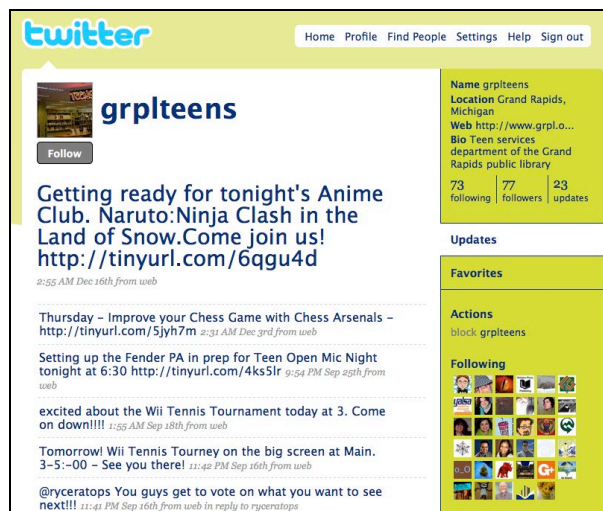 twitter
Home Profile Find People Settings Help Sign out
grplteens
Follow
Getting ready for tonight's Anime
Club. Naruto:Ninja Clash in the
Land of Snow.Come join us!
http://tinyurl.com/6qgu4d
2:55 AM Dec 16th from web
Thursday – Improve your Chess Game with Chess Arsenals –
http://tinyurl.com/5jyh7m 2:31 AM Dec 3rd from web
Setting up the Fender PA in prep for Teen Open Mic Night
tonight at 6:30 http://tinyurl.com/4ks5lr 9:54 PM Sep 25th from
web
excited about the Wii Tennis Tournament today at 3. Come
on down!!!! 1:55 AM Sep 18th from web
Tomorrow! Wii Tennis Tourney on the big screen at Main.
3-5:-00 – See you there! 11:42 PM Sep 16th from web
@ryceratops You guys get to vote on what you want to see
next!!! 11:41 PM Sep 16th from web in reply to ryceratops
Name grplteens
Location Grand Rapids,
Michigan
Web http://www.grpl.o...
Bio Teen services
department of the Grand
Rapids public library
73 77 23
following followers updates
Updates
Favorites
Actions
block grplteens
Following
yalsa
o_O
G+